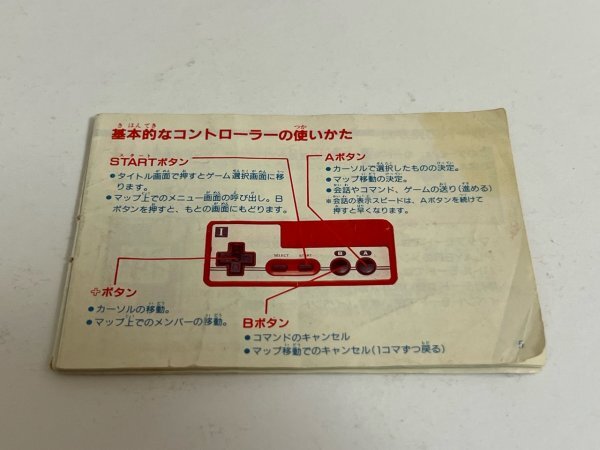 基本的なコントローラーの使いかた
STARTボタン
●タイトル画面で押すとゲーム選択画面に移
ります。
●マップ上でのメニュー画面の呼び出し。B
ボタンを押すと、もとの画面にもどります。
Aボタン
●カーソルで選択したものの決定。
●マップ移動の決定。
●会話やコマンド、ゲームの送り(進める)
※会話の表示スピードは、Aボタンを続けて
押すと早くなります。
I
SELECT
START
B
A
+ボタン
●カーソルの移動。
●マップ上でのメンバーの移動。
Bボタン
●コマンドのキャンセル
●マップ移動でのキャンセル(1コマずつ戻る)
5